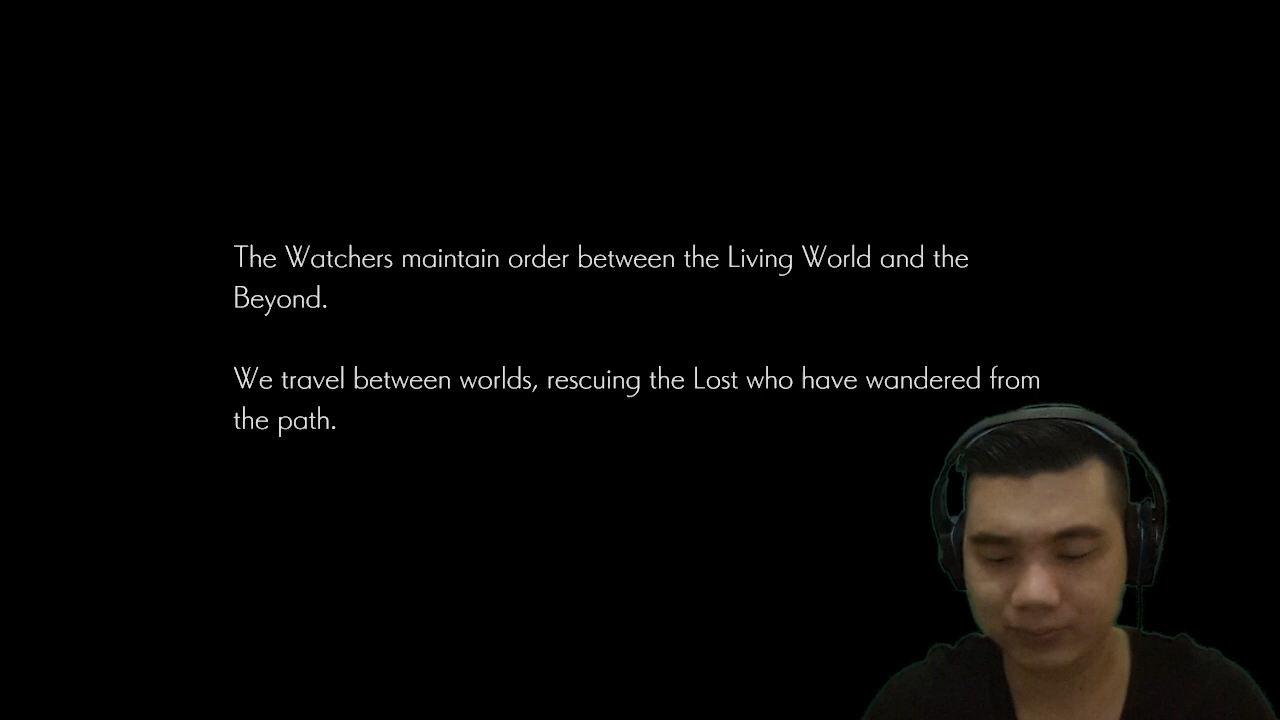 The Watchers maintain order between the Living World and the
Beyond.
We travel between worlds, rescuing the Lost who have wandered from
the path.